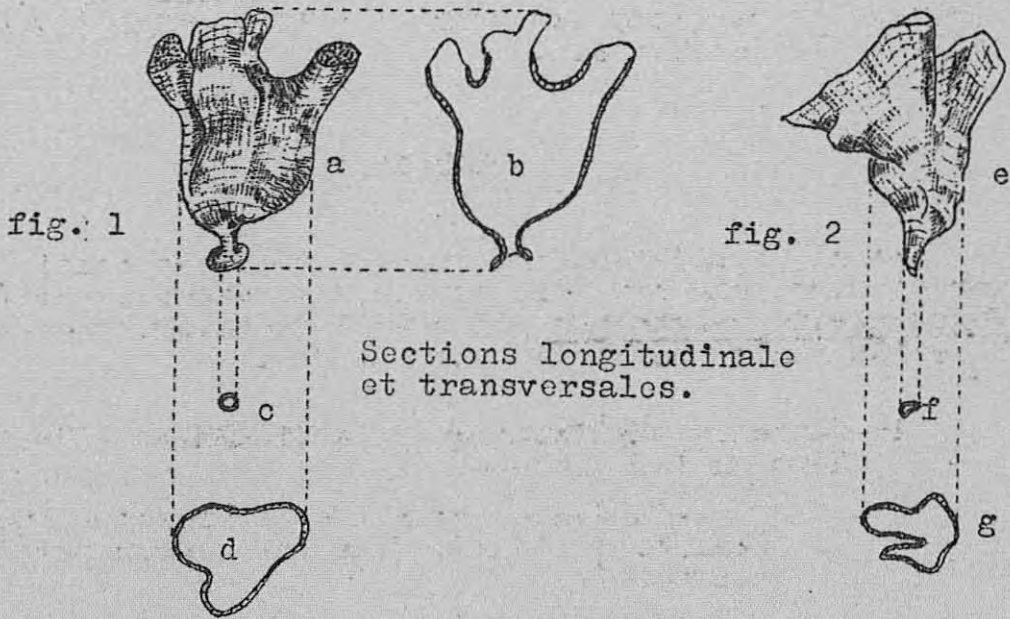 a
b
e
fig. 1
fig. 2
Sections longitudinale
et transversales.
c
f
d
g